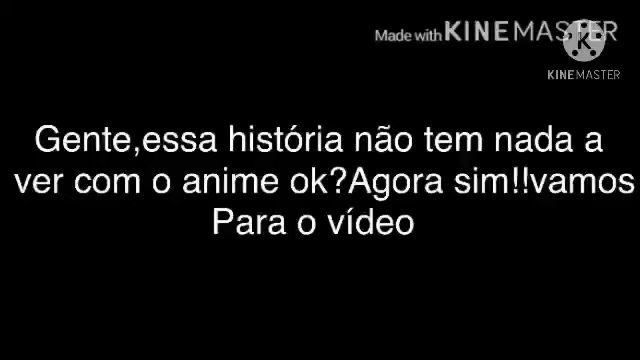 Made with KINEMASTER
KINEMASTER
Gente,essa história não tem nada a
ver com o anime ok?Agora sim!!vamos
Para o vídeo